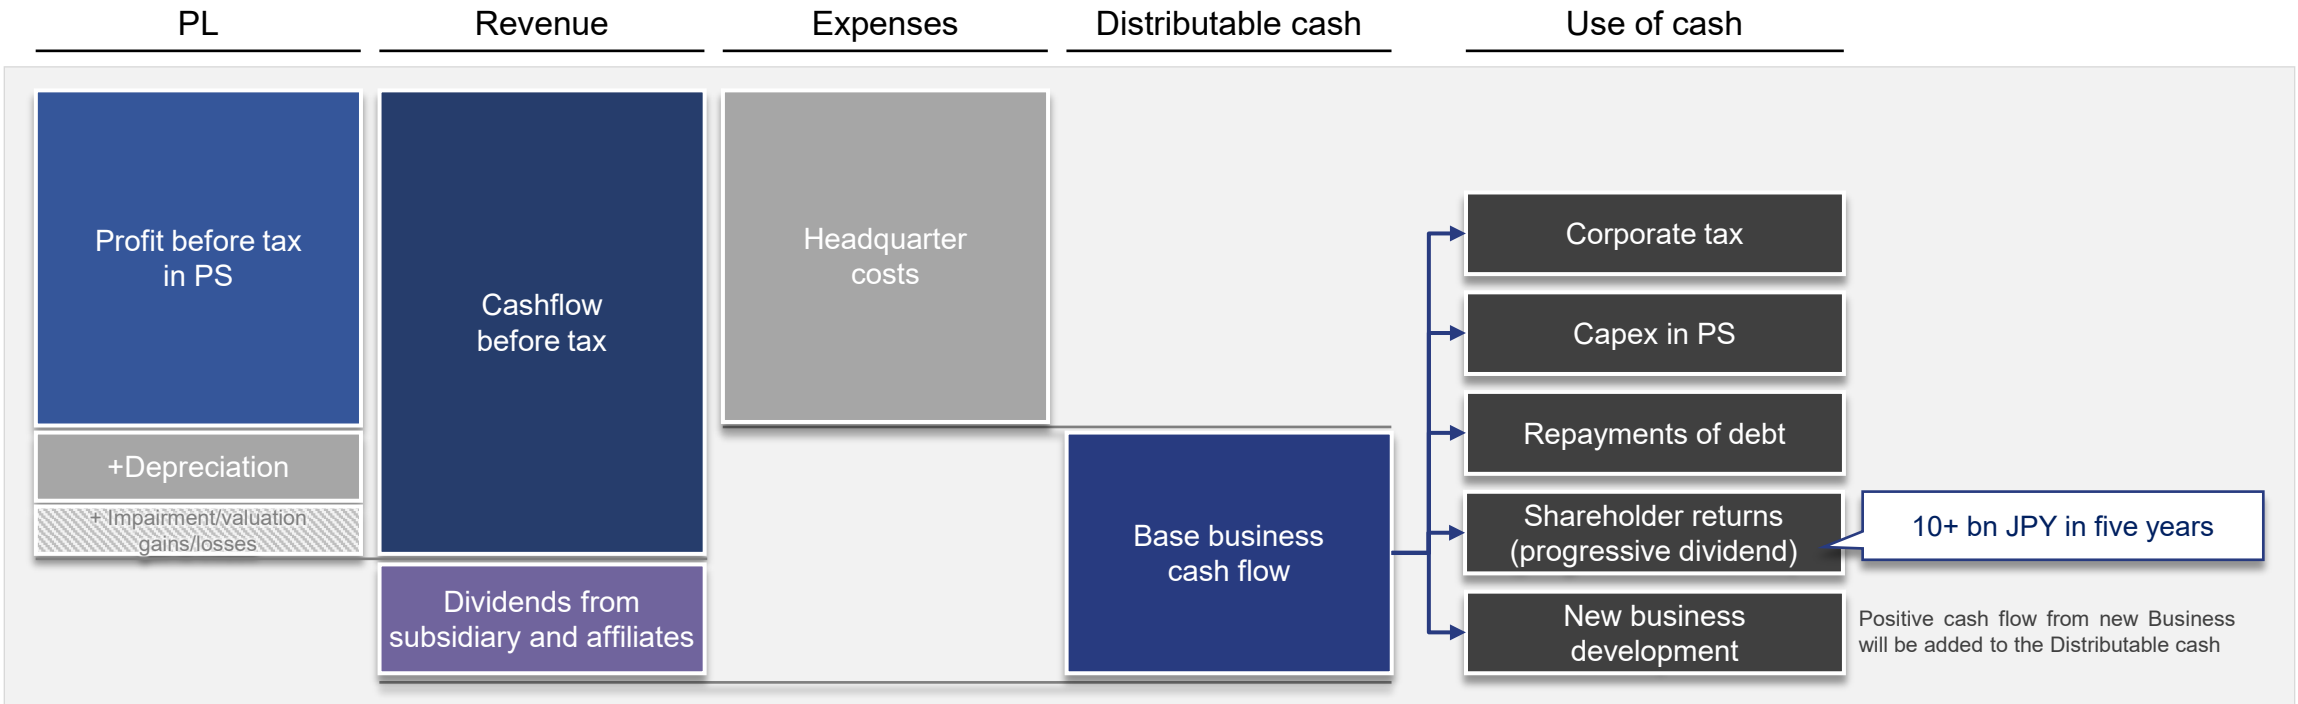 PL
Revenue
Expenses
Distributable cash
Use of cash
Profit before tax
in PS
+Depreciation
+ Impairment/valuation
gains/losses
Cashflow
before tax
Dividends from
subsidiary and affiliates
Headquarter
costs
Base business
cash flow
Corporate tax
Capex in PS
Repayments of debt
Shareholder returns
(progressive dividend)
10+ bn JPY in five years
New business
development
Positive cash flow from new Business
will be added to the Distributable cash